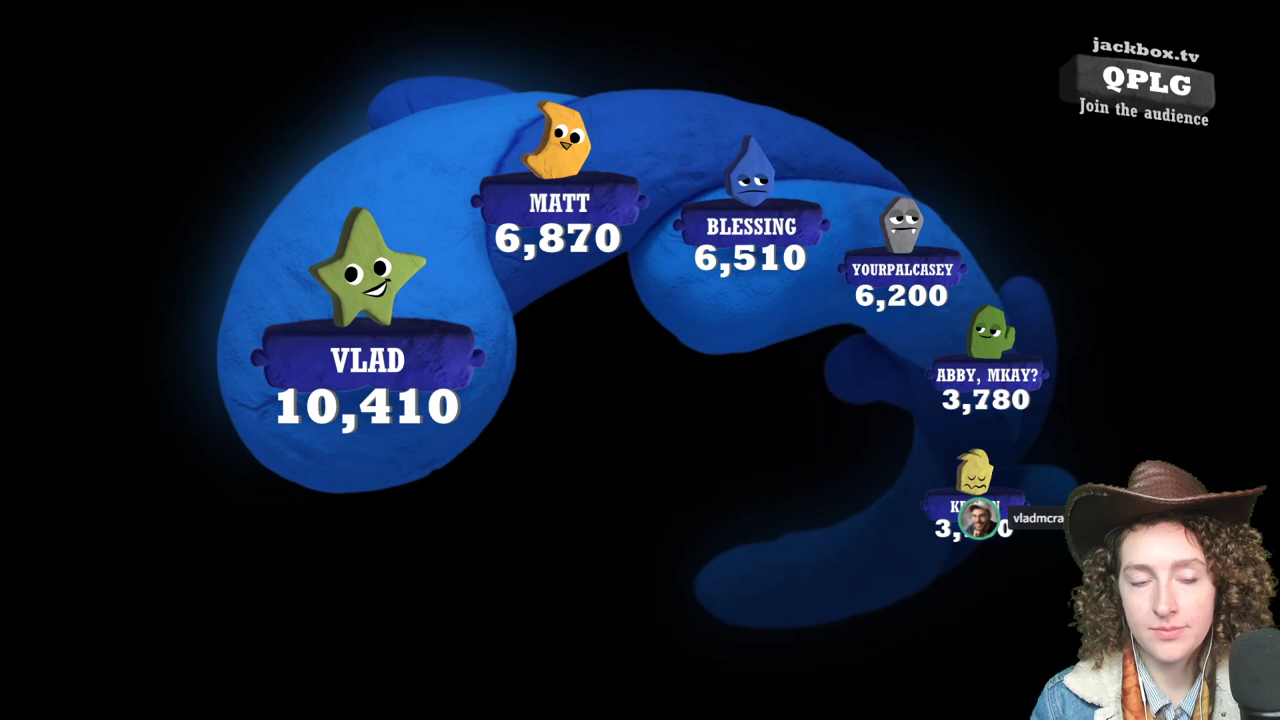 jackbox.tv
QPLG
Join the audience
MATT
6,870
BLESSING
6,510
YOURPALCASEY
6,200
VLAD
10,410
ABBY, MKAY?
3,780
vladmcra